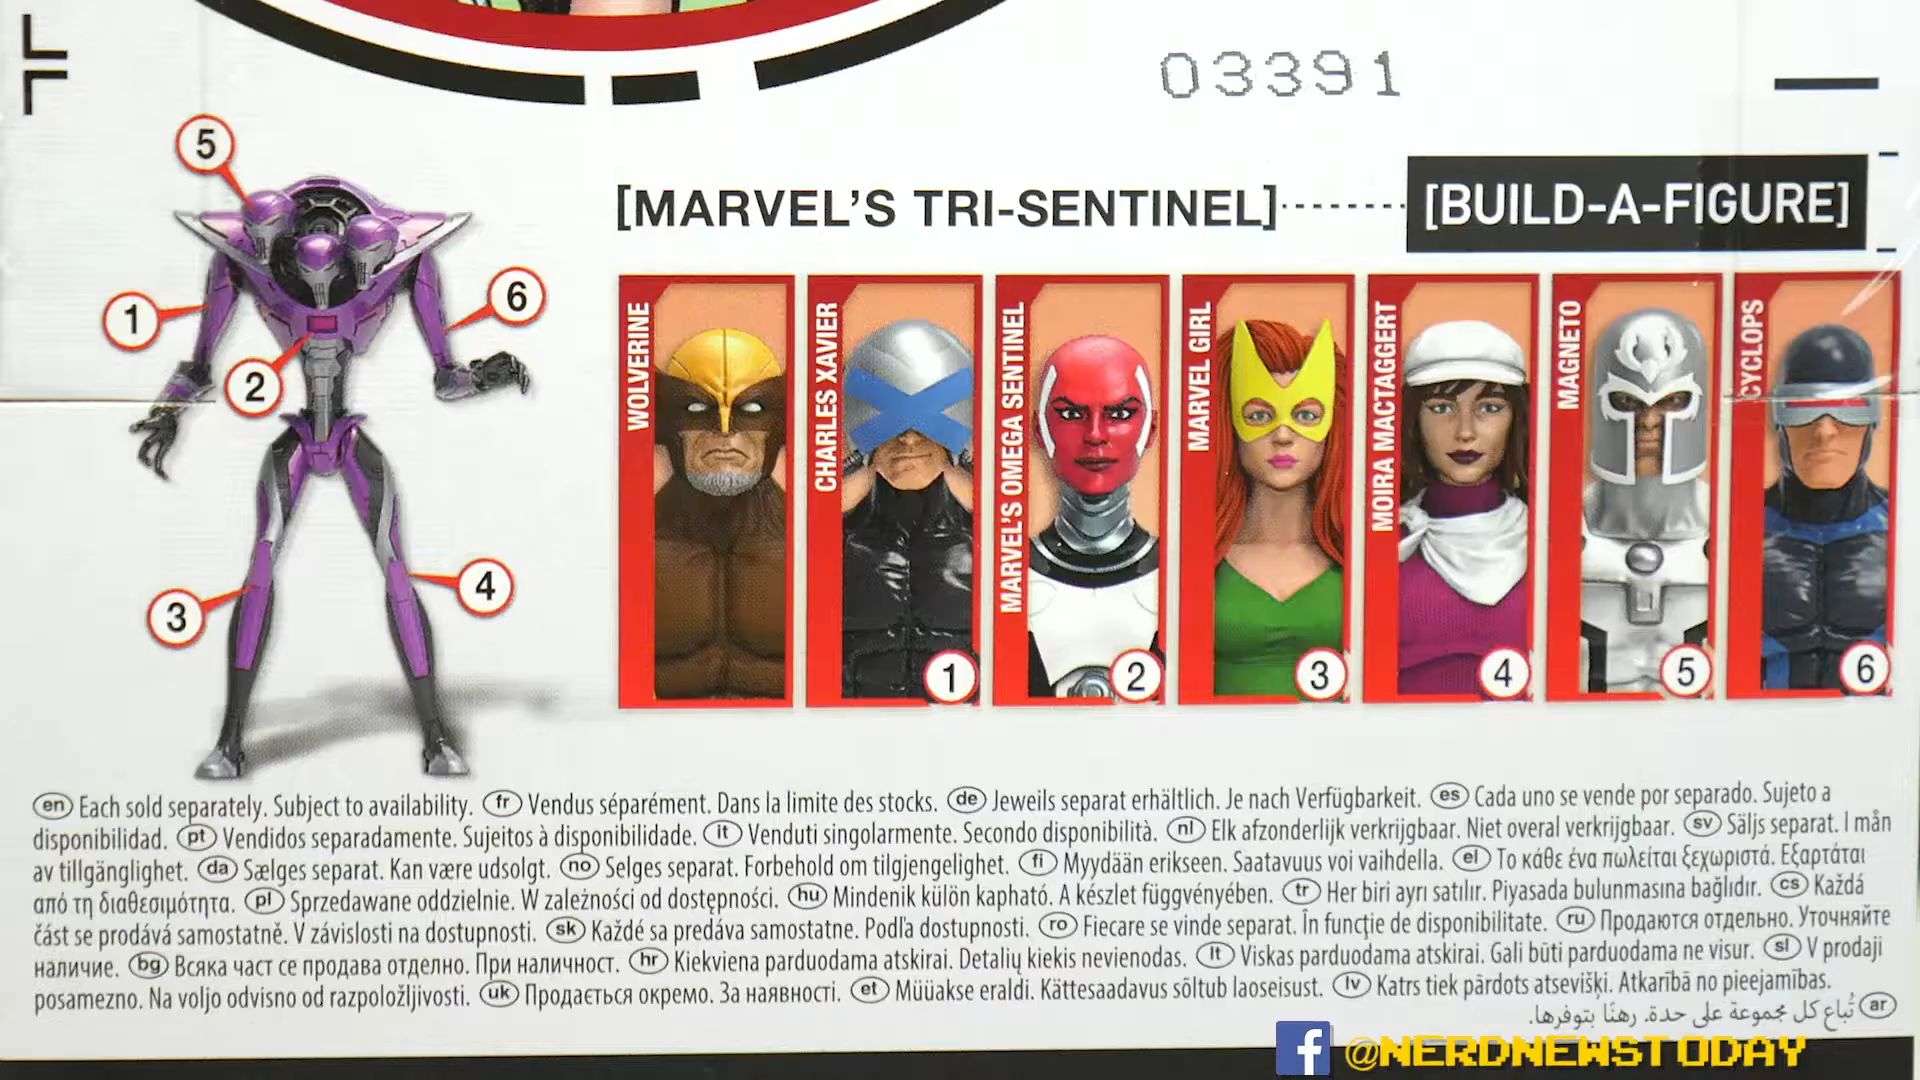 03391
5
[MARVEL'S TRI-SENTINEL]
[BUILD-A-FIGURE]
1
6
2
3
4
WOLVERINE
CHARLES XAVIER
1
MARVEL'S OMEGA SENTINEL
2
MARVEL GIRL
3
MOIRA MACTAGGERT
4
MAGNETO
5
CYCLOPS
6
en Each sold separately. Subject to availability. fr Vendus séparément. Dans la limite des stocks. de Jeweils separat erhältlich. Je nach Verfügbarkeit. es Cada uno se vende por separado. Sujeto a
disponibilidad. pt Vendidos separadamente. Sujeitos à disponibilidade. it Venduti singolarmente. Secondo disponibilità. nl Elk afzonderlijk verkrijgbaar. Niet overal verkrijgbaar. sv Säljs separat. I mån
av tillgänglighet. da Sælges separat. Kan være udsolgt. no Selges separat. Forbehold om tilgjengelighet. fi Myydään erikseen. Saatavuus voi vaihdella. el Το κάθε ένα πωλείται ξεχωριστά. Εξαρτάται
από τη διαθεσιμότητα. pl Sprzedawane oddzielnie. W zależności od dostępności. hu Mindenik külön kapható. A készlet függvényében. tr Her biri ayrı satılır. Piyasada bulunmasına bağlıdır. cs Každá
část se prodává samostatně. V závislosti na dostupnosti. sk Každé sa predáva samostatne. Podľa dostupnosti. ro Fiecare se vinde separat. În funcţie de disponibilitate. ru Продаются отдельно. Уточняйте
наличие. bg Всяка част се продава отделно. При наличност. hr Kiekviena parduodama atskirai. Detalių kiekis nevienodas. lt Viskas parduodama atskirai. Gali būti parduodama ne visur. sl V prodaji
posamezno. Na voljo odvisno od razpoložljivosti. uk Продається окремо. За наявності. et Müüakse eraldi. Kättesaadavus sõltub laoseisust. lv Katrs tiek pārdots atsevišķi. Atkarībā no pieejamības.
ar تُباع كل مجموعة على حدة. رهنًا بتوفرها.
f @NERDNEWSTODAY